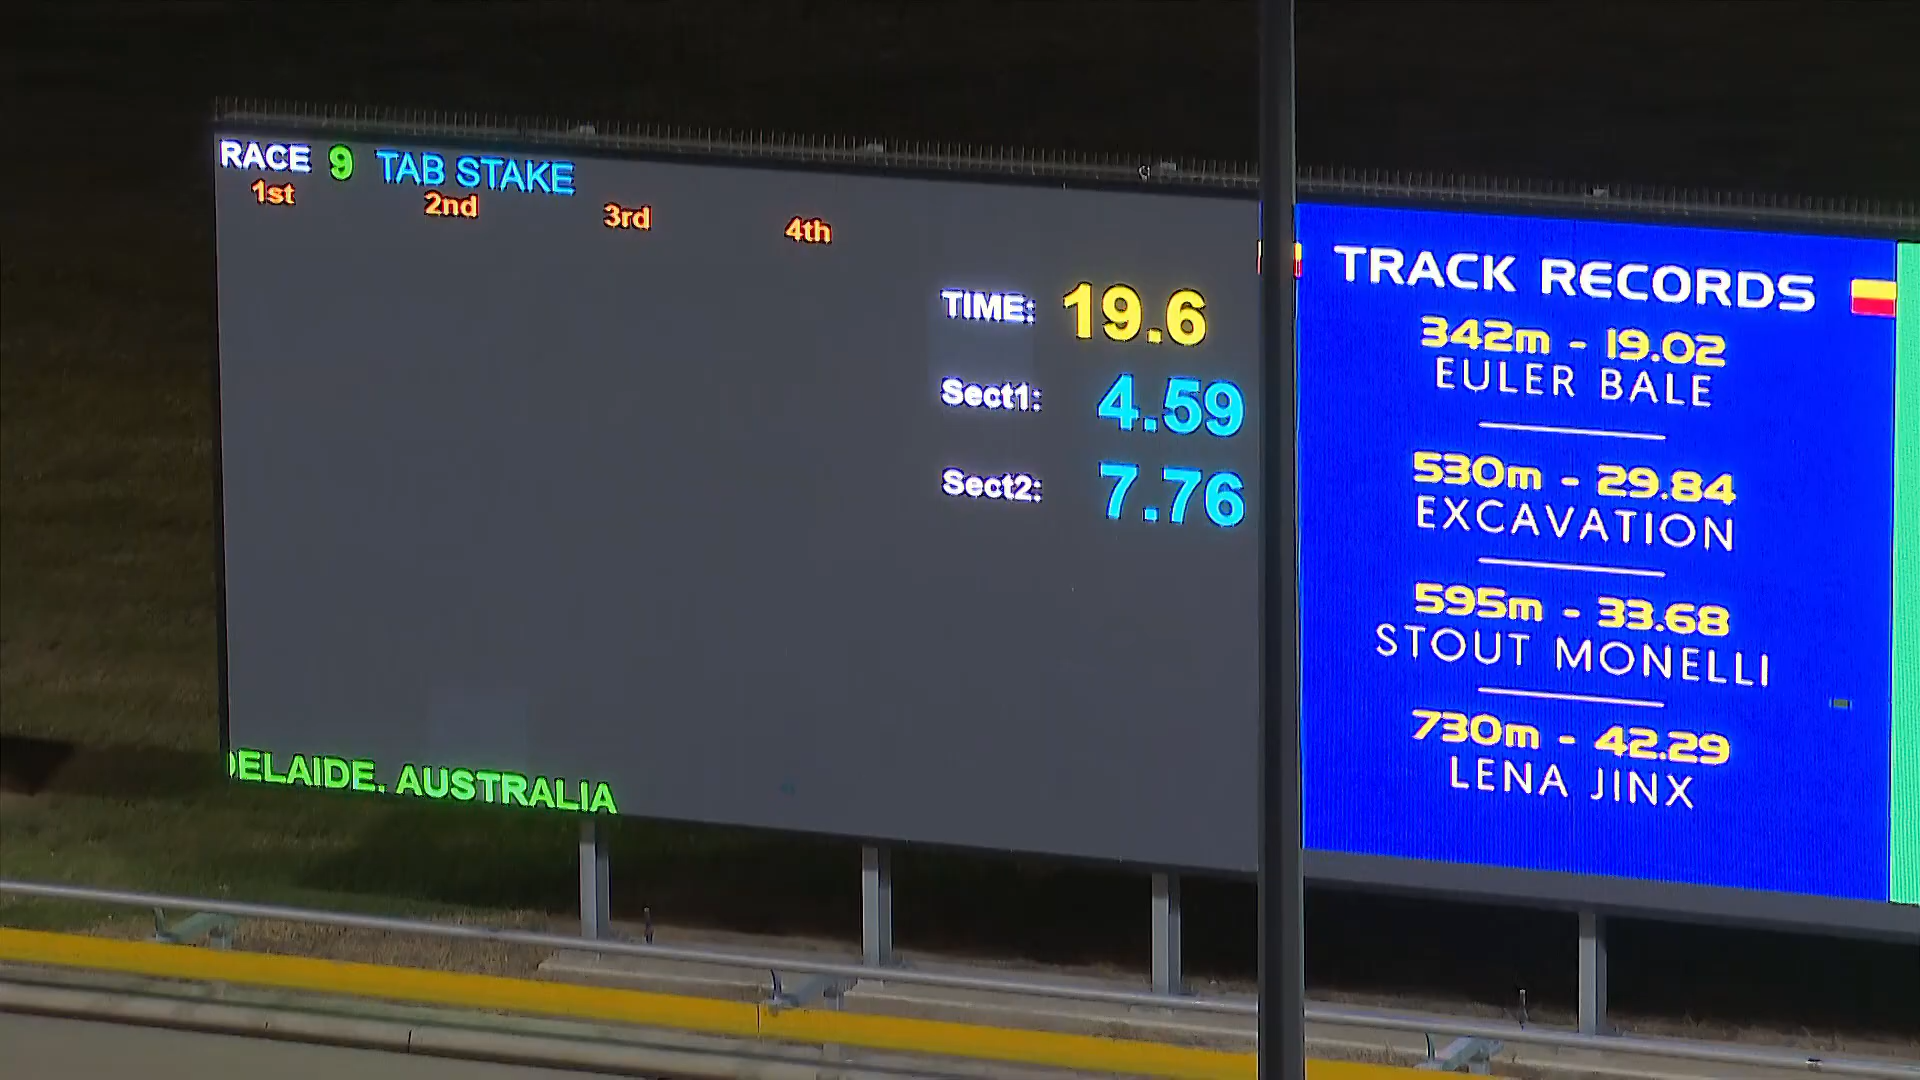 RACE 9 TAB STAKE
1st 2nd 3rd 4th
TIME: 19.6
Sect1: 4.59
Sect2: 7.76
DELAIDE, AUSTRALIA
TRACK RECORDS
342m - 19.02
EULER BALE
530m - 29.84
EXCAVATION
595m - 33.68
STOUT MONELLI
730m - 42.29
LENA JINX